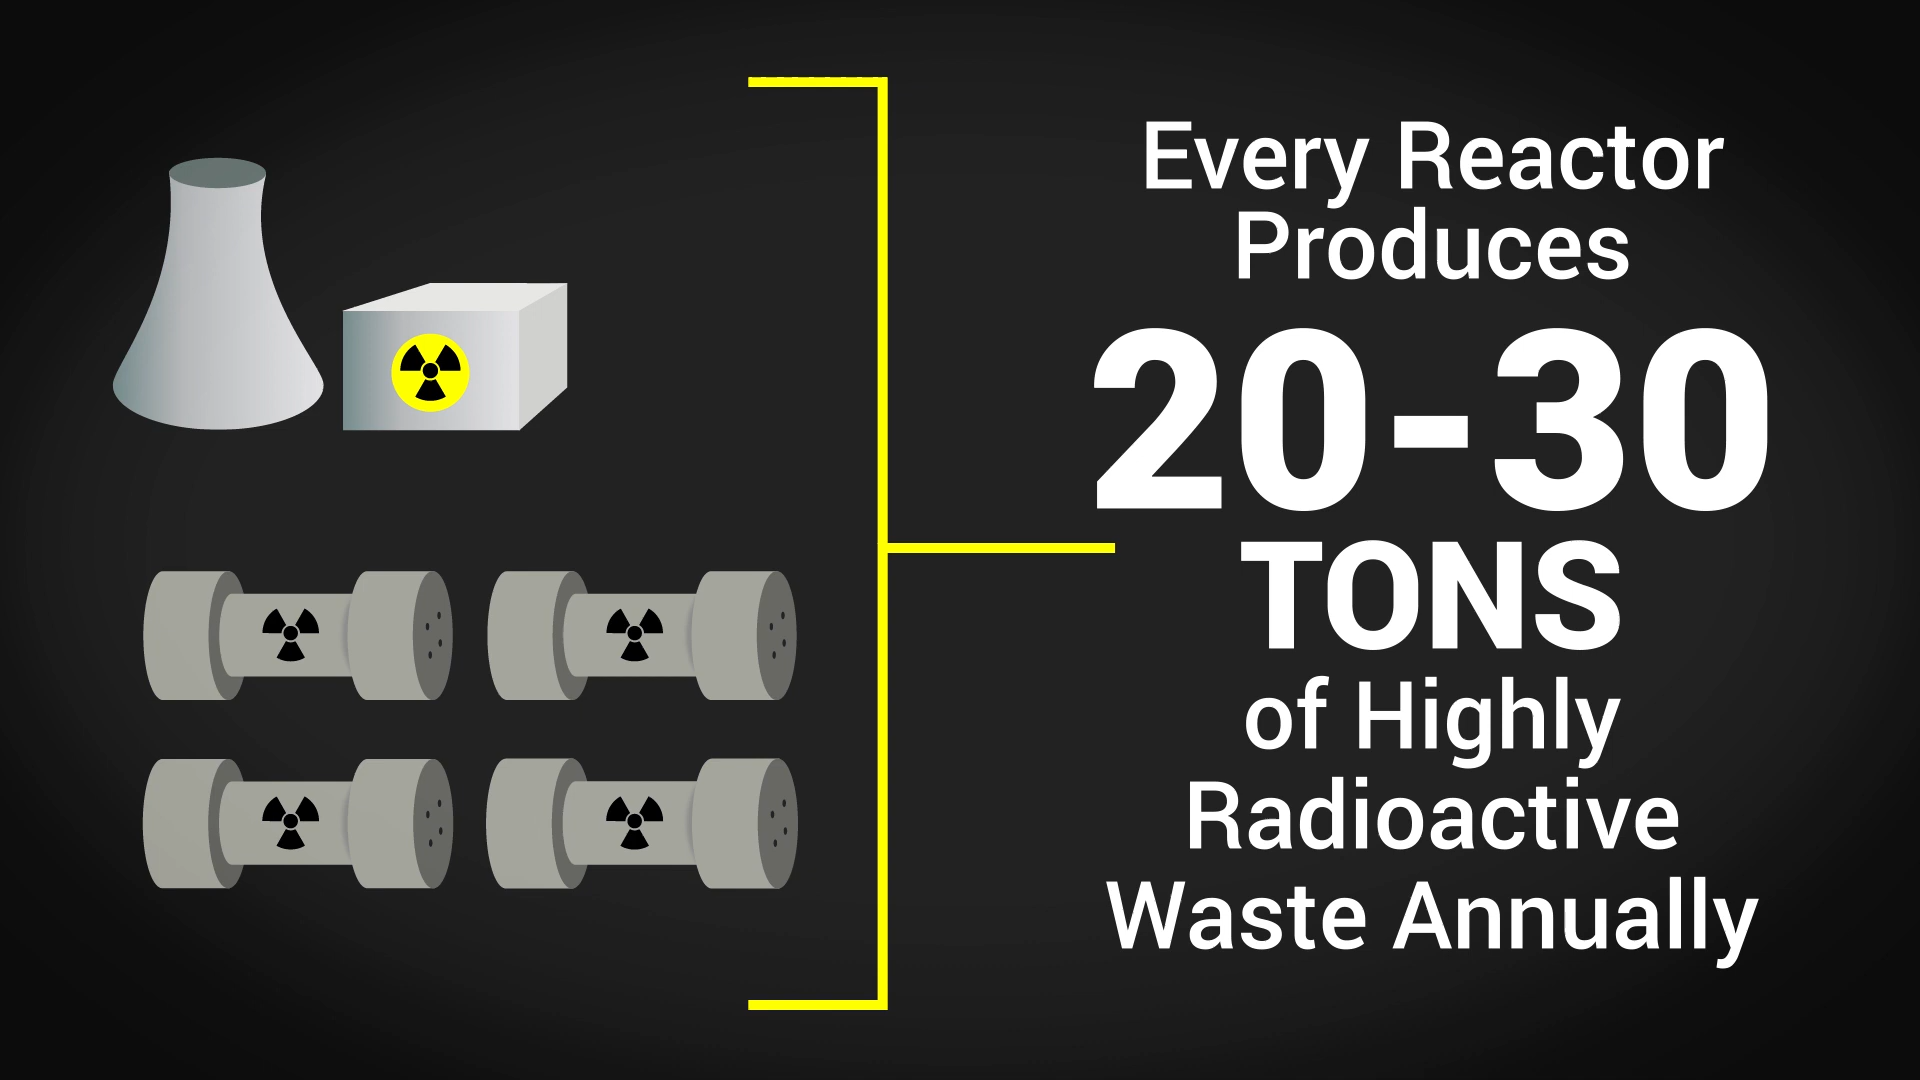 Every Reactor
Produces
20-30
TONS
of Highly
Radioactive
Waste Annually